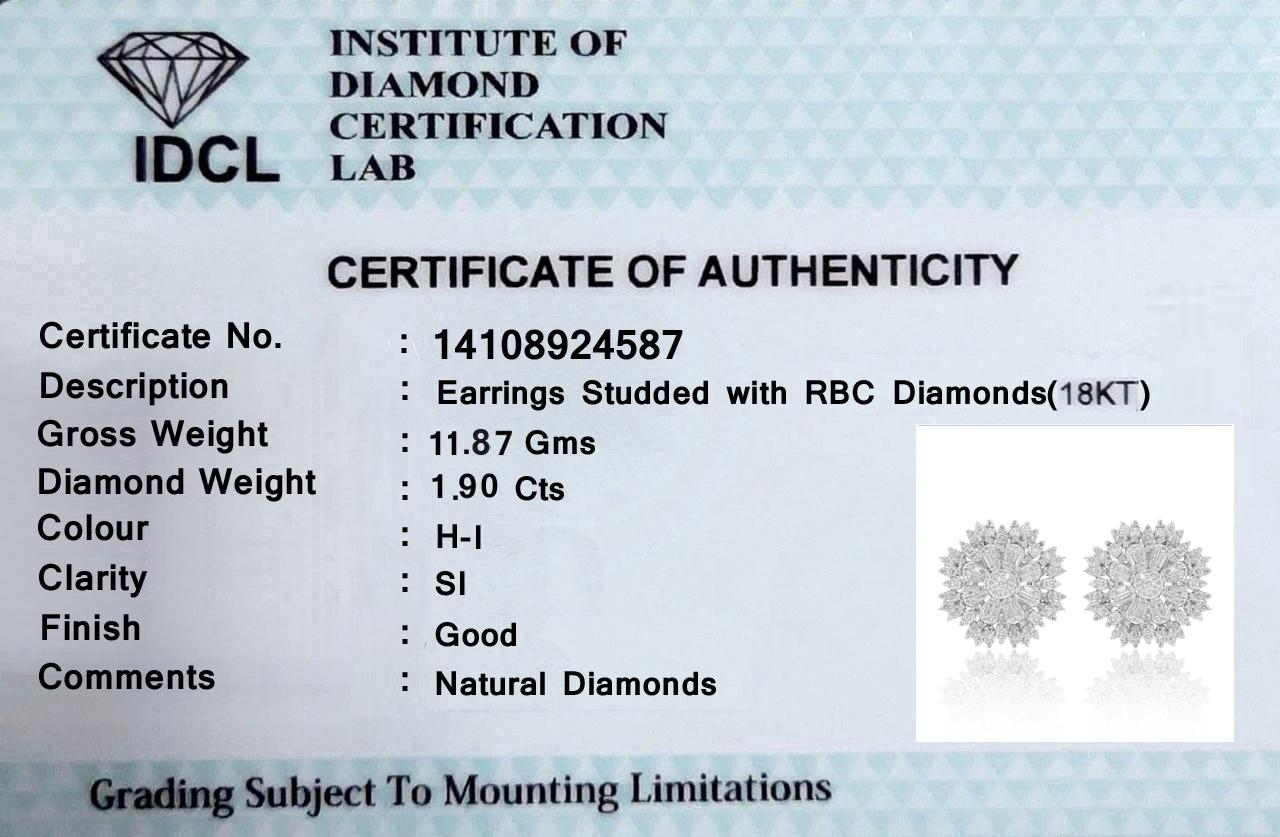 IDCL
INSTITUTE OF
DIAMOND
CERTIFICATION
LAB
CERTIFICATE OF AUTHENTICITY
Certificate No. : 14108924587
Description : Earrings Studded with RBC Diamonds(18KT)
Gross Weight : 11.87 Gms
Diamond Weight : 1.90 Cts
Colour : H-I
Clarity : SI
Finish : Good
Comments : Natural Diamonds
Grading Subject To Mounting Limitations